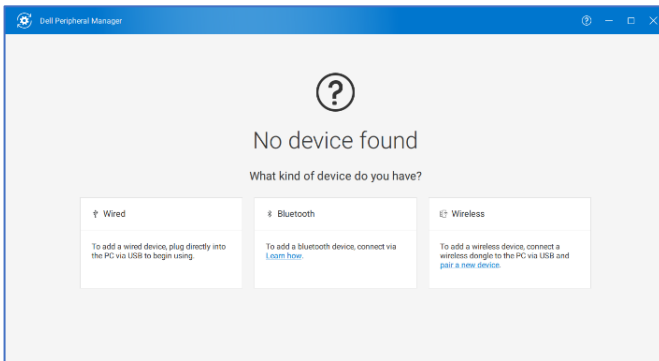 Dell Peripheral Manager
No device found
What kind of device do you have?
Wired
To add a wired device, plug directly into
the PC via USB to begin using.
Bluetooth
To add a bluetooth device, connect via
Learn how.
Wireless
To add a wireless device, connect a
wireless dongle to the PC via USB and
pair a new device.